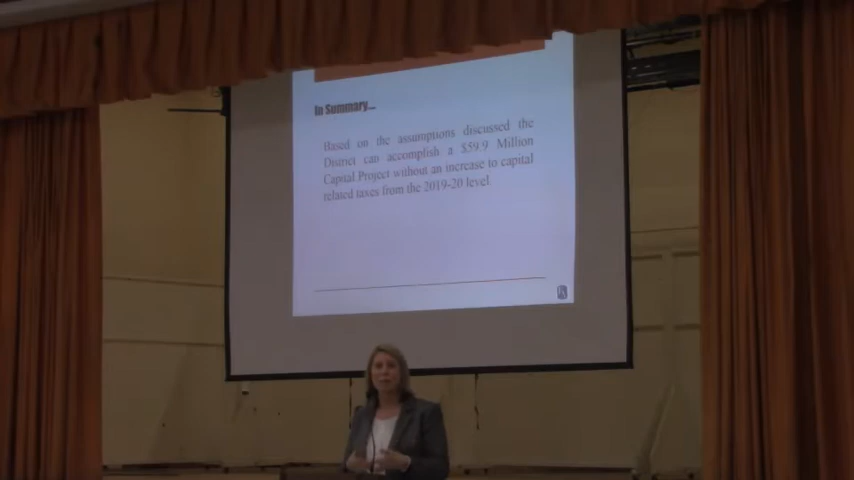 In Summary...
Based on the assumptions discussed the
District can accomplish a $59.9 Million
Capital Project without an increase to capital
related taxes from the 2019-20 level.